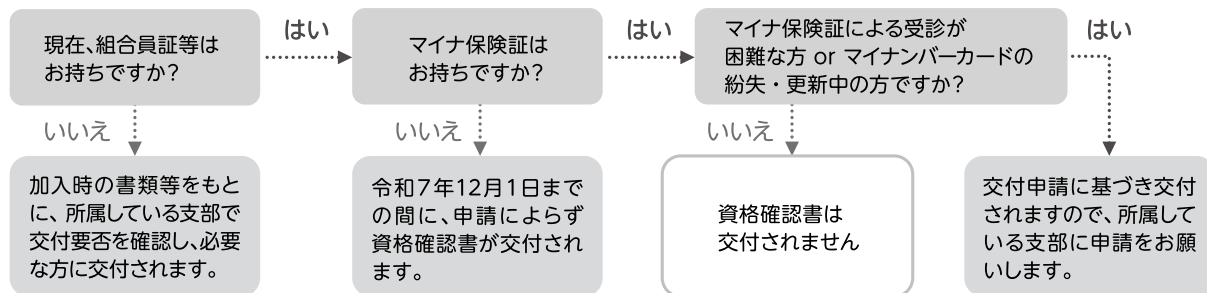 現在、組合員証等は
お持ちですか？
はい
マイナ保険証は
お持ちですか？
はい
マイナ保険証による受診が
困難な方 or マイナンバーカードの
紛失・更新中の方ですか？
はい
いいえ
いいえ
いいえ
加入時の書類等をもと
に、所属している支部で
交付要否を確認し、必要
な方に交付されます。
令和7年12月1日まで
の間に、申請によらず
資格確認書が交付され
ます。
資格確認書は
交付されません
交付申請に基づき交付
されますので、所属して
いる支部に申請をお願
いします。